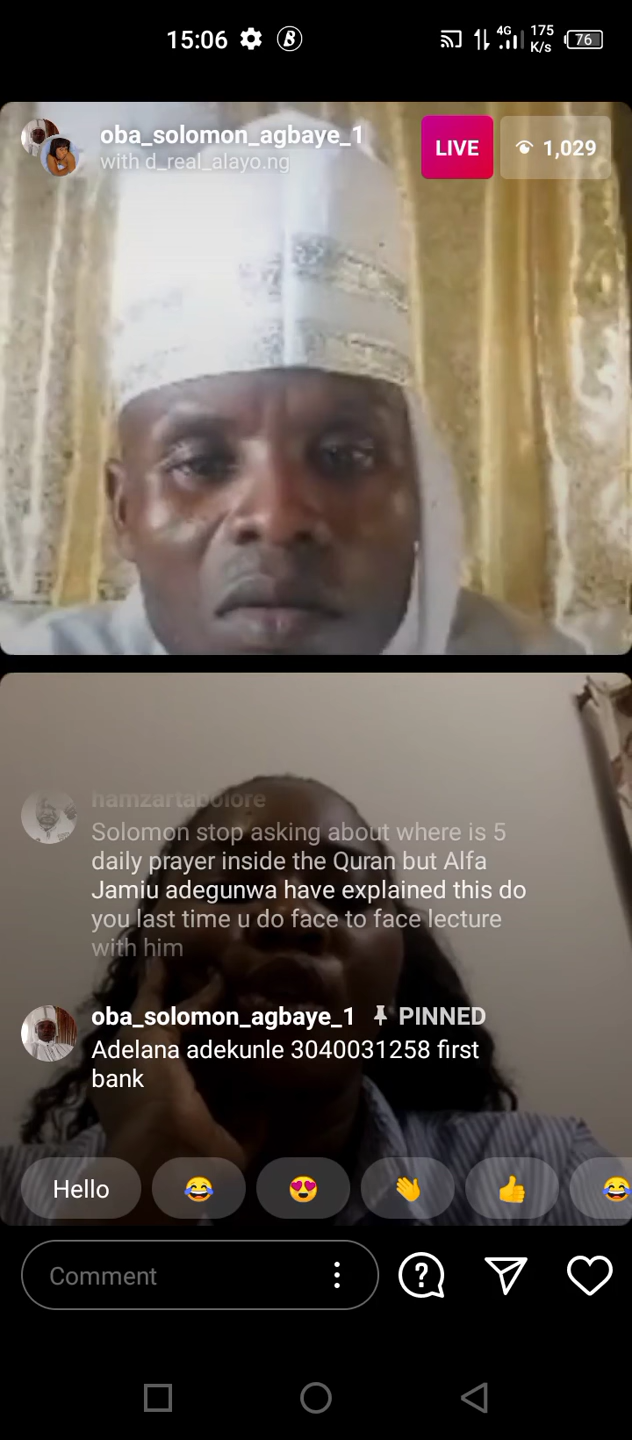 15:06
4G
175
K/s
76
oba_solomon_agbaye_1
with d_real_alayo.ng
LIVE
1,029
hamzartabolore
Solomon stop asking about where is 5
daily prayer inside the Quran but Alfa
Jamiu adegunwa have explained this do
you last time u do face to face lecture
with him
oba_solomon_agbaye_1 PINNED
Adelana adekunle 3040031258 first
bank
Hello
Comment